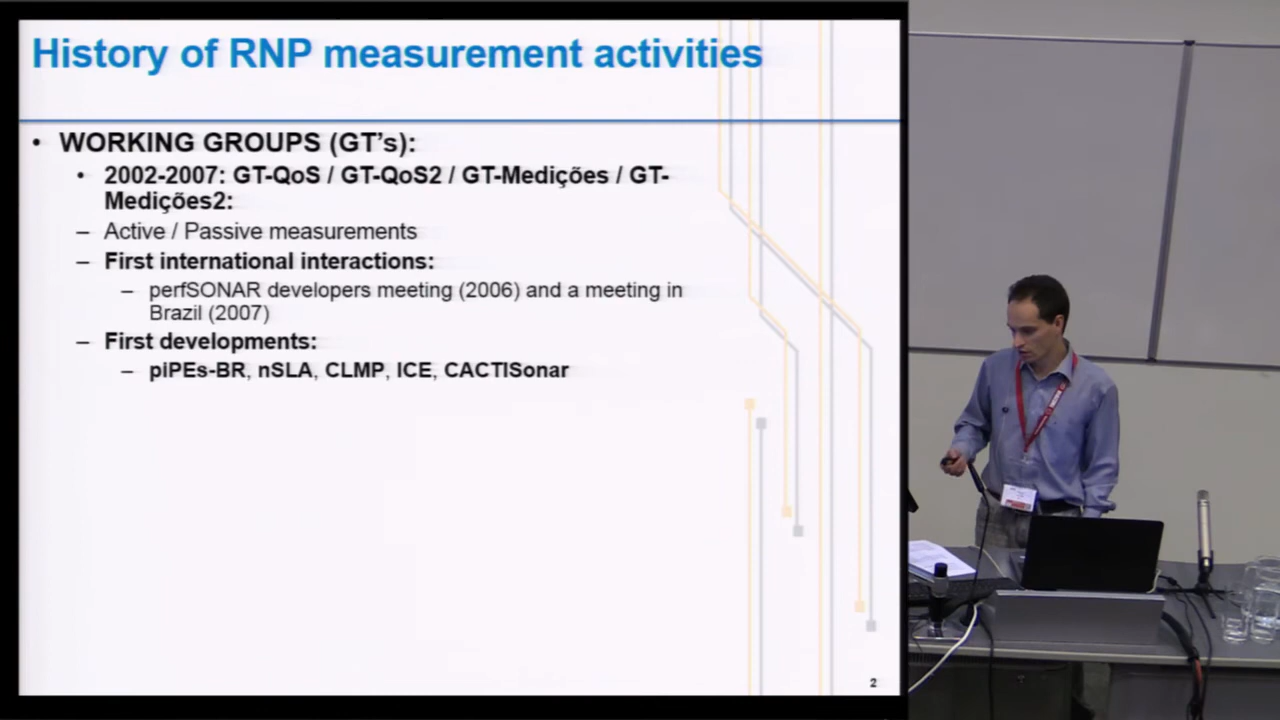 History of RNP measurement activities
• WORKING GROUPS (GT's):
• 2002-2007: GT-QoS / GT-QoS2 / GT-Medições / GT-
Medições2:
– Active / Passive measurements
– First international interactions:
– perfSONAR developers meeting (2006) and a meeting in
Brazil (2007)
– First developments:
– piPEs-BR, nSLA, CLMP, ICE, CACTISonar
2